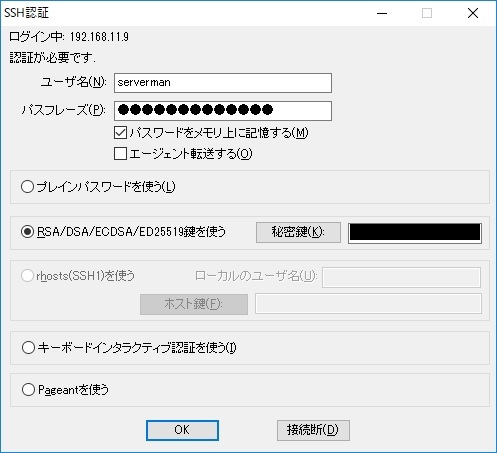 SSH認証
ログイン中: 192.168.11.9
認証が必要です.
ユーザ名(N): serverman
パスフレーズ(P): ●●●●●●●●●●●●●
パスワードをメモリ上に記憶する(M)
エージェント転送する(O)
プレインパスワードを使う(L)
RSA/DSA/ECDSA/ED25519鍵を使う 秘密鍵(K):
rhosts(SSH1)を使う ローカルのユーザ名(U):
ホスト鍵(F):
キーボードインタラクティブ認証を使う(I)
Pageantを使う
OK 接続断(D)